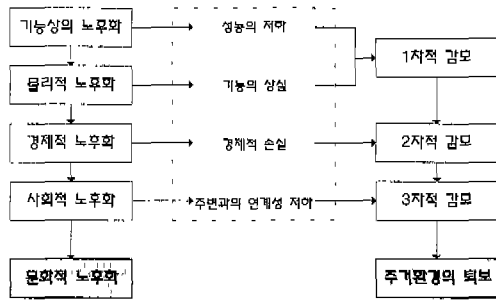 기능상의 노후화
성능의 저하
1차적 감모
물리적 노후화
기능의 상실
경제적 노후화
경제적 손실
2차적 감모
사회적 노후화
주변과의 연계성 저하
3차적 감모
문화적 노후화
주거환경의 퇴보